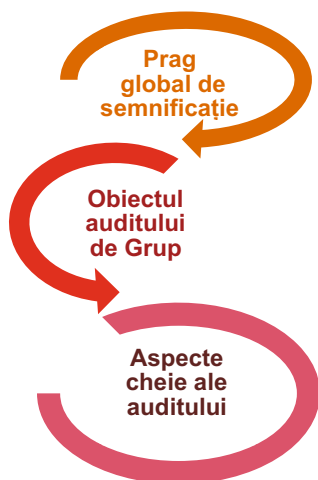 Prag
global de
semnificație
Obiectul
auditului
de Grup
Aspecte
cheie ale
auditului